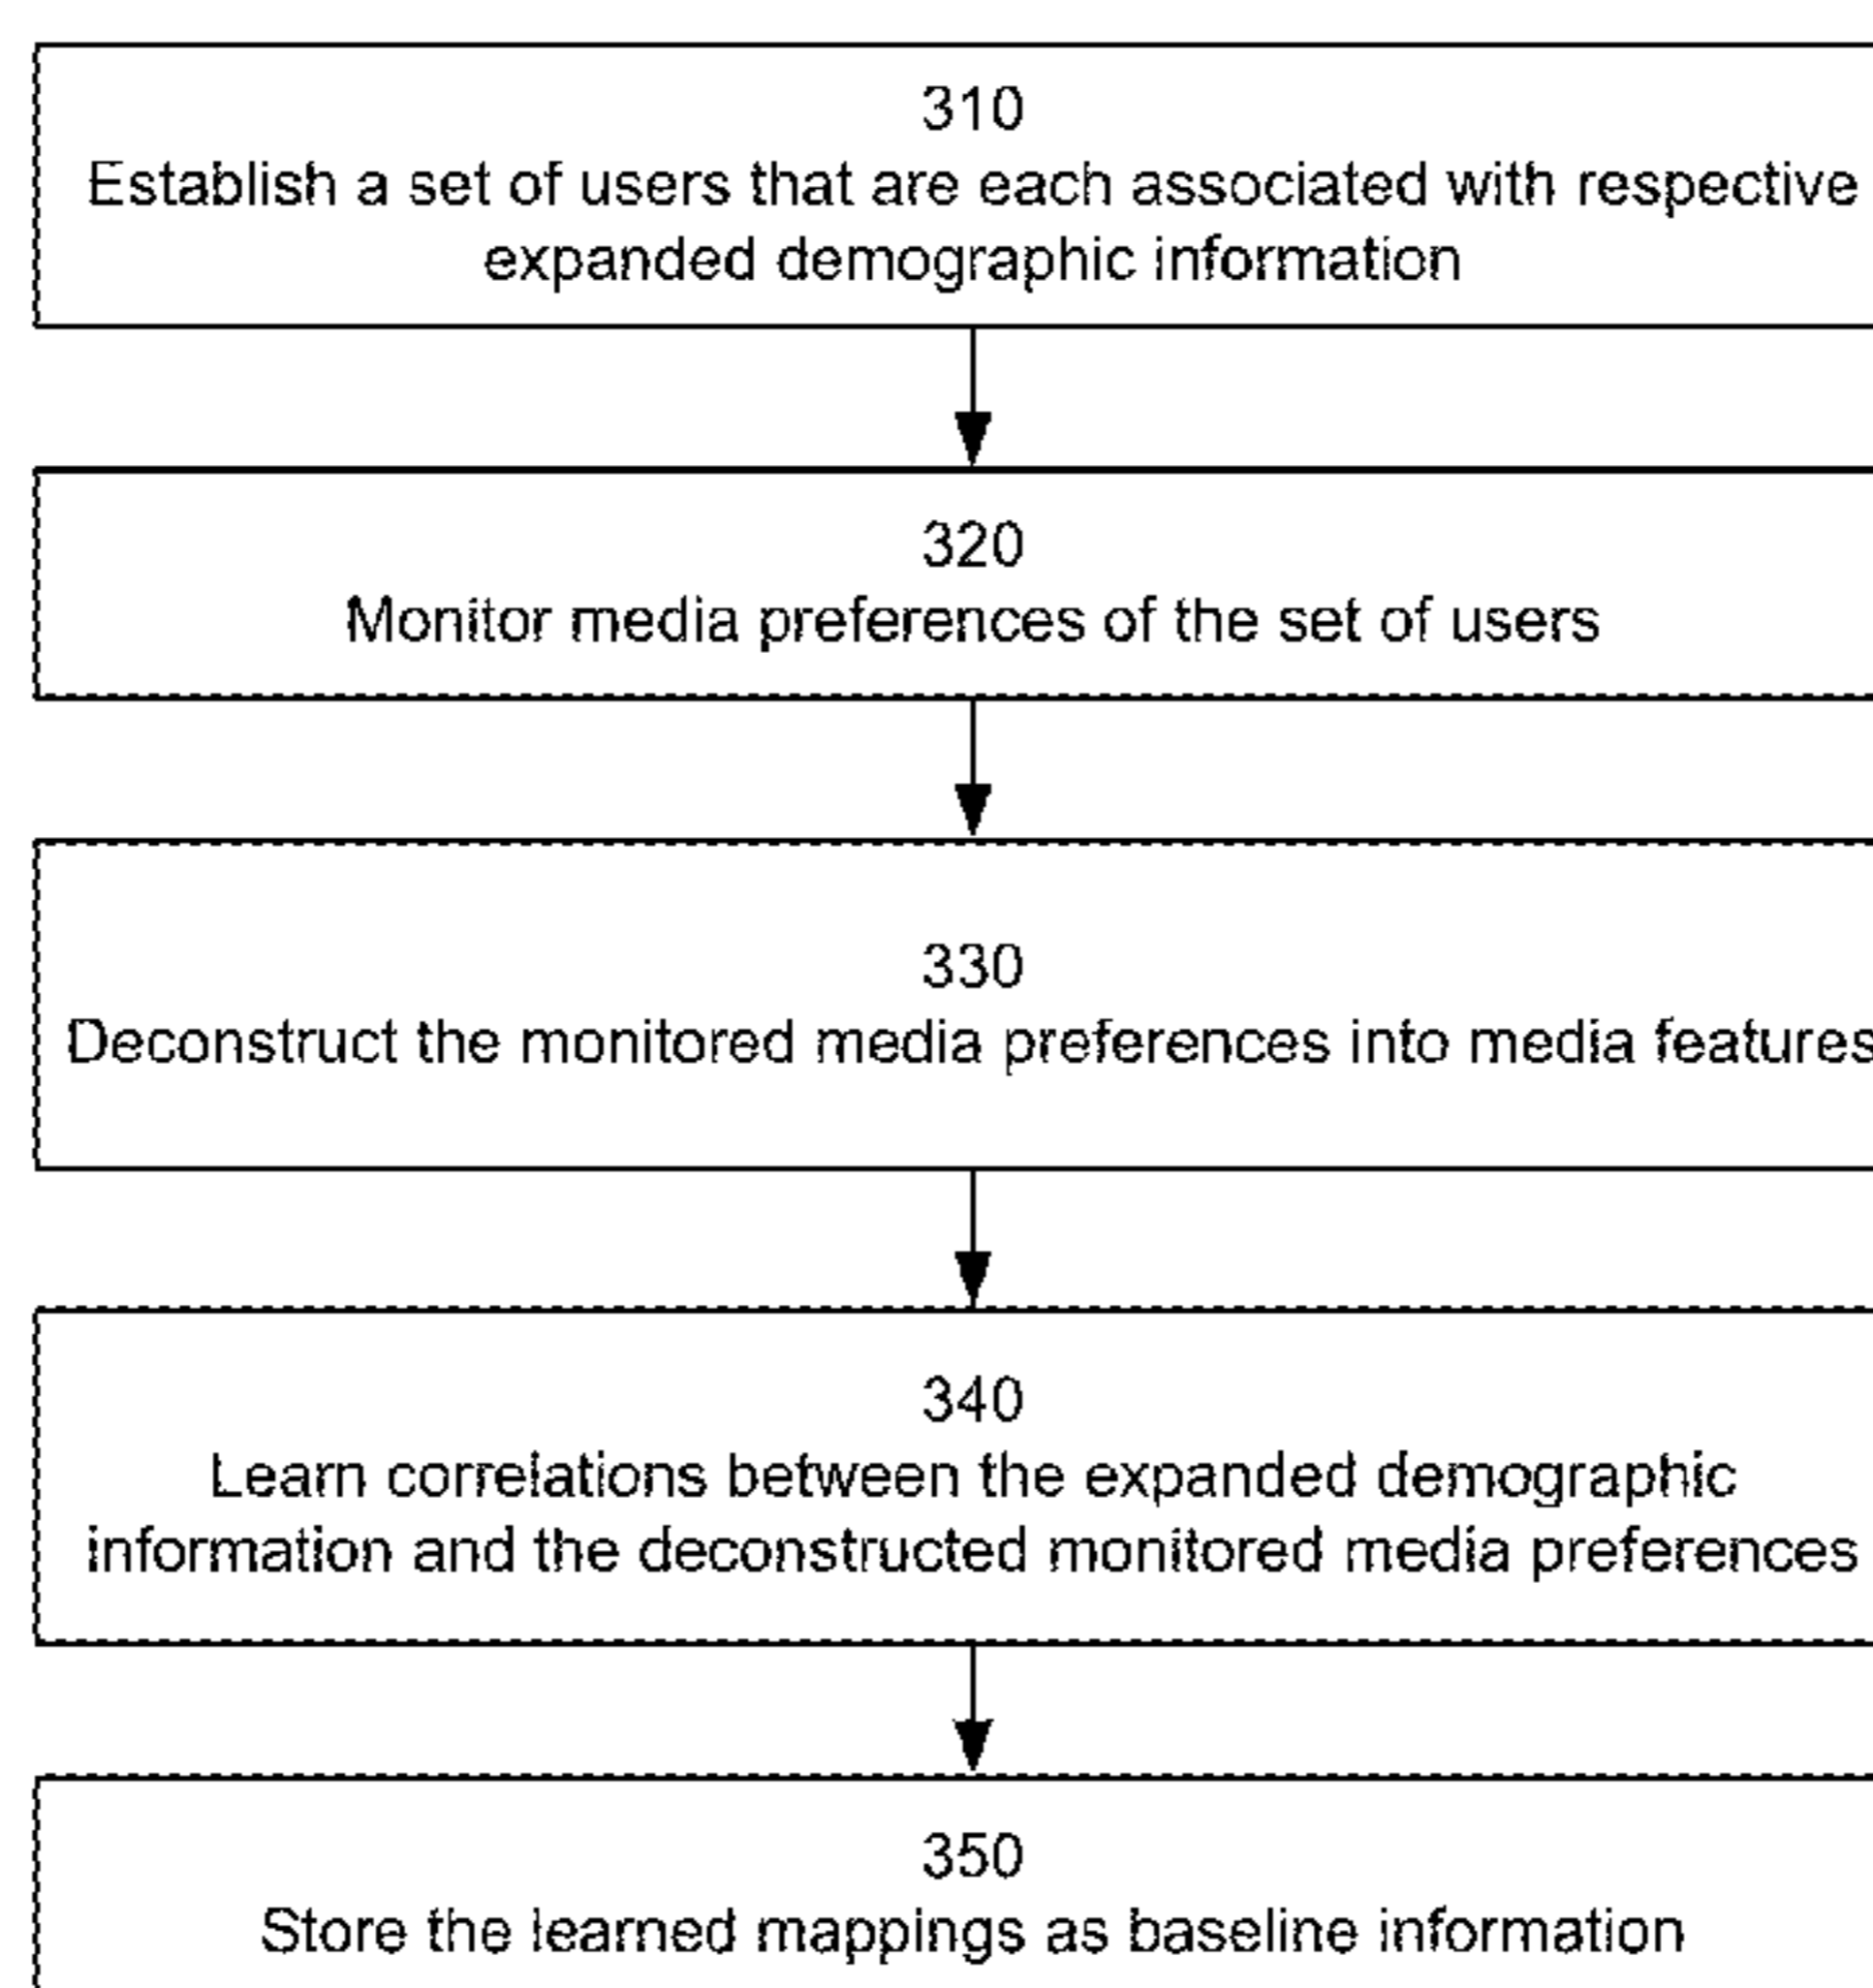 310
Establish a set of users that are each associated with respective
expanded demographic information
320
Monitor media preferences of the set of users
330
Deconstruct the monitored media preferences into media features
340
Learn correlations between the expanded demographic
information and the deconstructed monitored media preferences
350
Store the learned mappings as baseline information